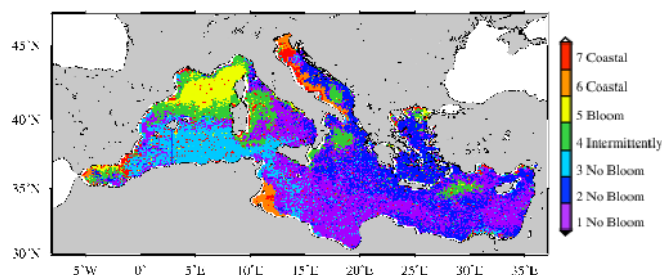 45°N
40°N
35°N
30°N
5°W
0°
5°E
10°E
15°E
20°E
25°E
30°E
35°E
7 Coastal
6 Coastal
5 Bloom
4 Intermittently
3 No Bloom
2 No Bloom
1 No Bloom